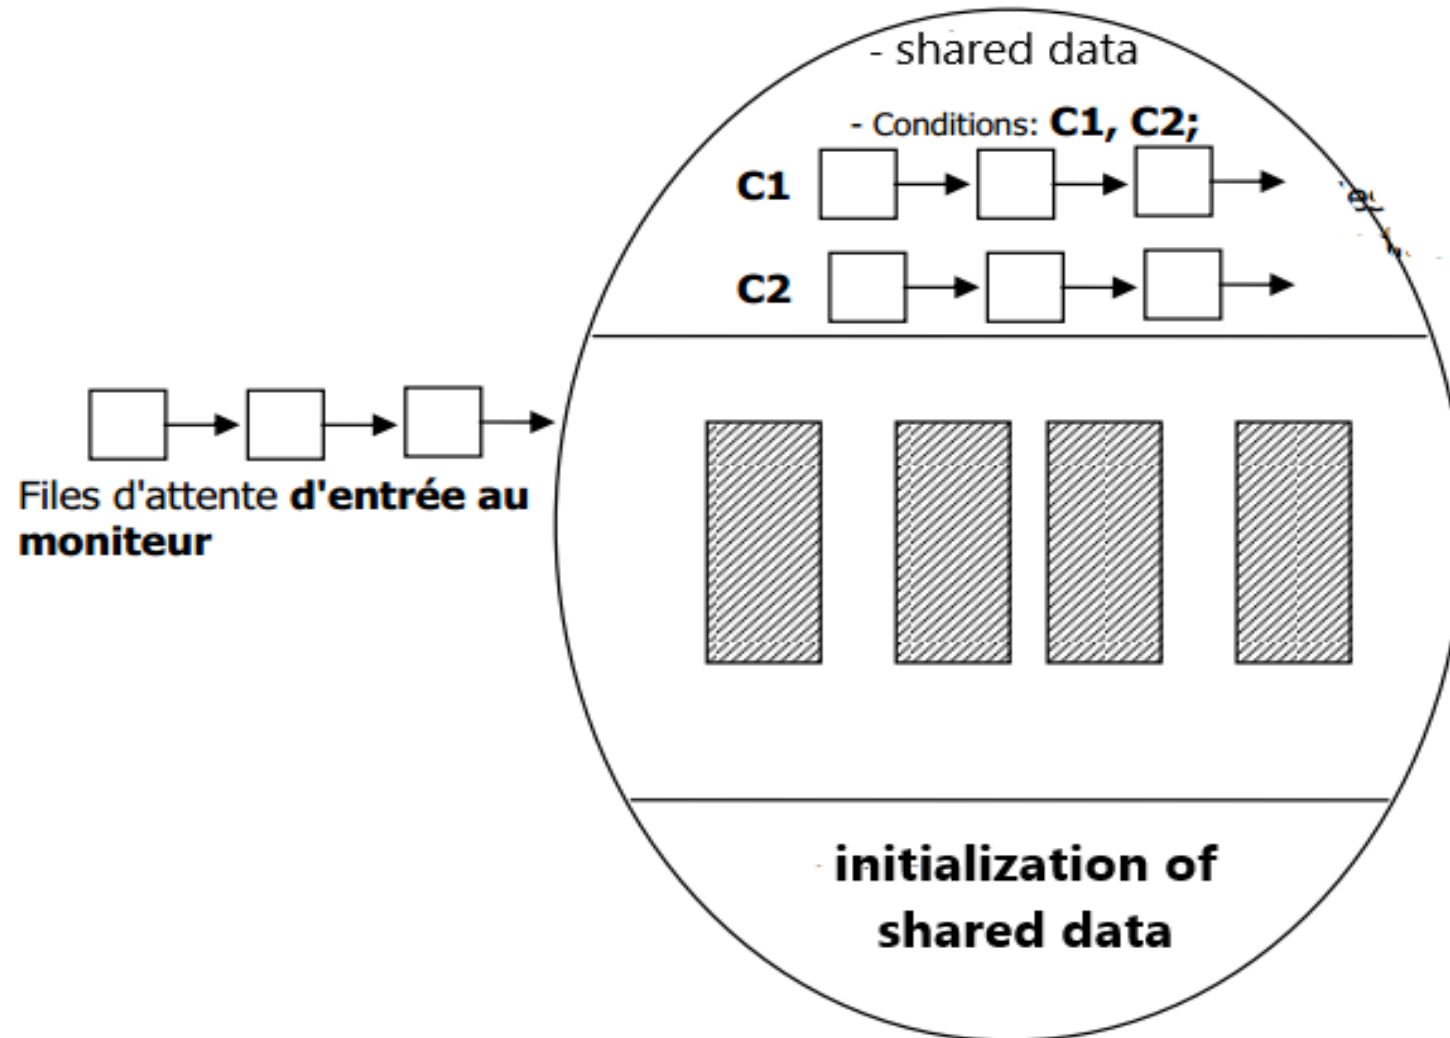 - shared data
- Conditions: C1, C2;
C1
C2
Files d'attente d'entrée au
moniteur
initialization of
shared data